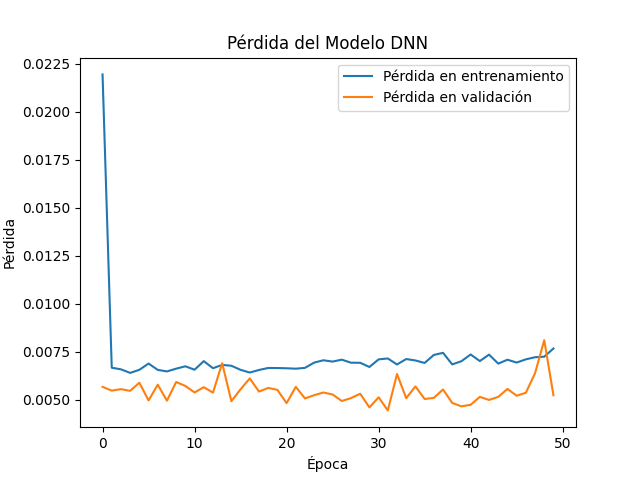 Pérdida del Modelo DNN
Pérdida en entrenamiento
Pérdida en validación
0.0225
0.0200
0.0175
0.0150
0.0125
0.0100
0.0075
0.0050
Pérdida
0 10 20 30 40 50
Época